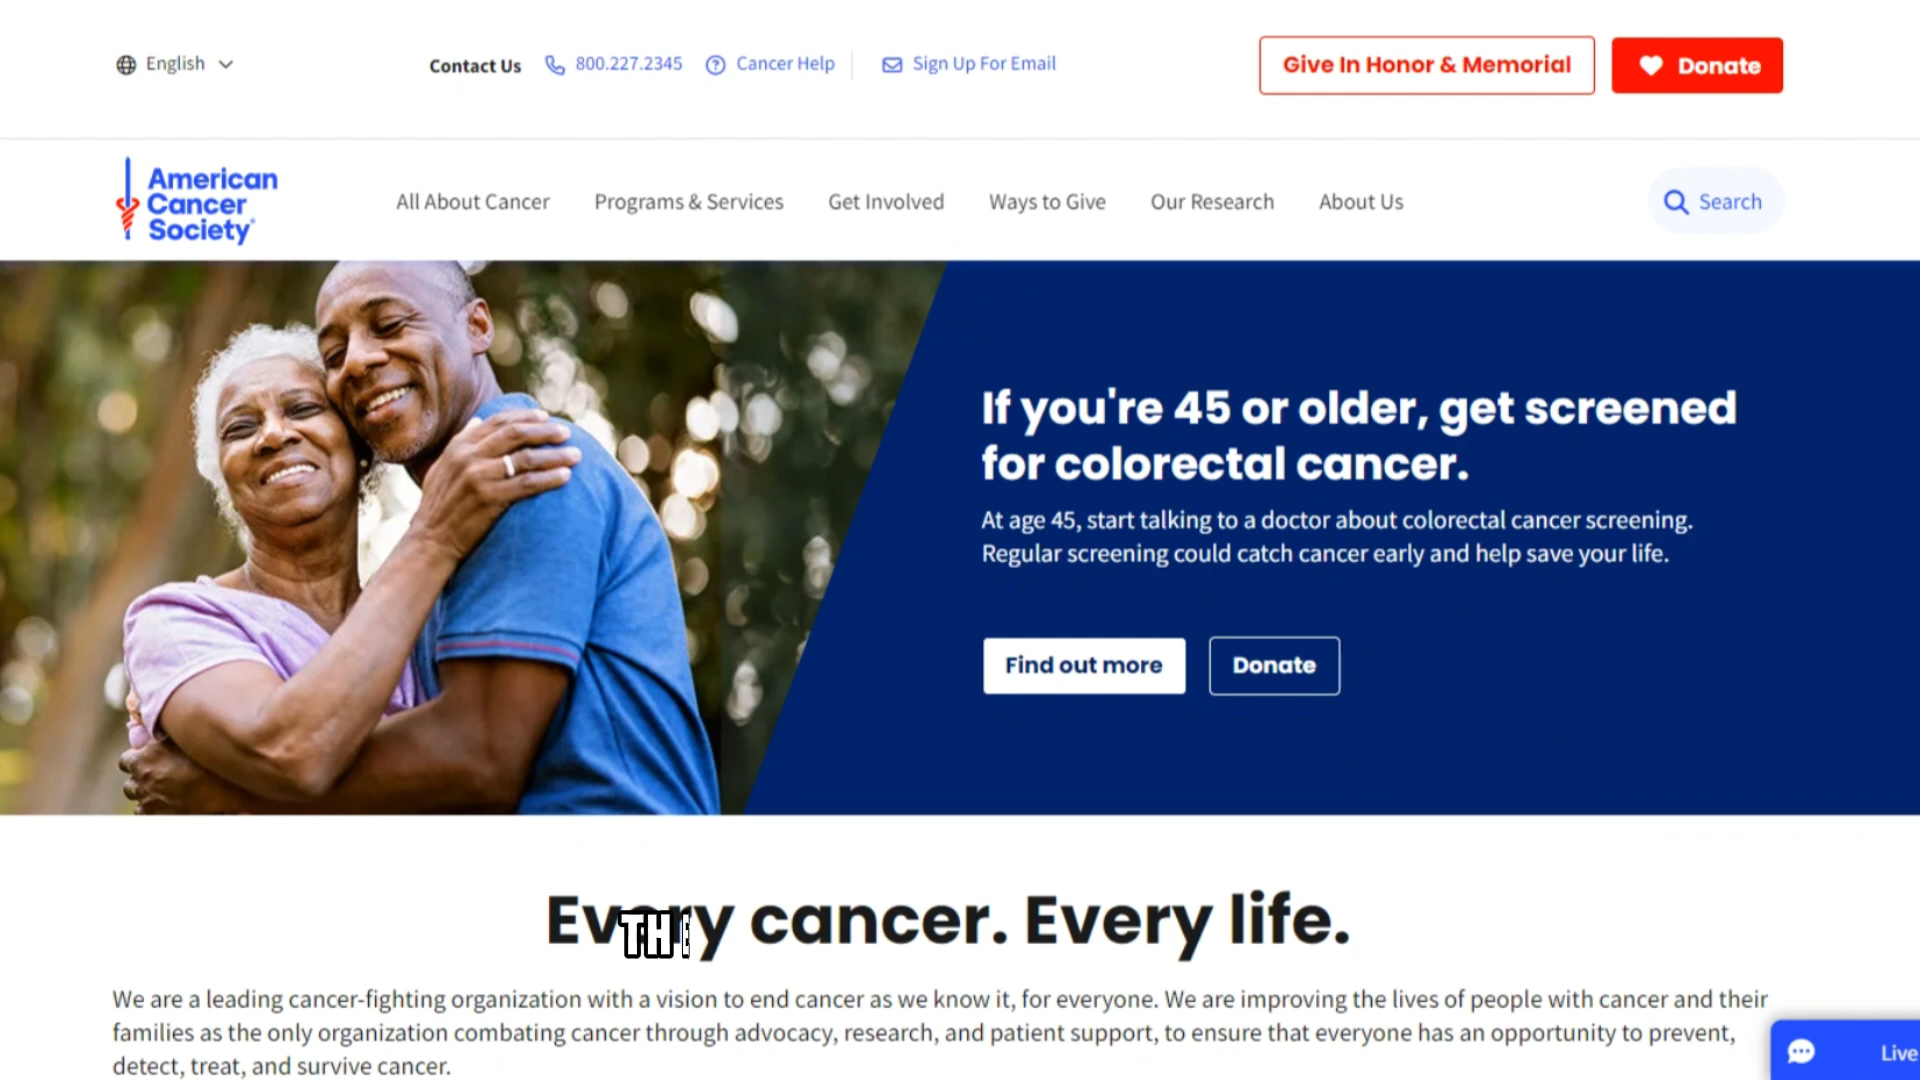 English
Contact Us 800.227.2345 Cancer Help Sign Up For Email
Give In Honor & Memorial
Donate
American
Cancer
Society
All About Cancer Programs & Services Get Involved Ways to Give Our Research About Us
Search
If you're 45 or older, get screened
for colorectal cancer.
At age 45, start talking to a doctor about colorectal cancer screening.
Regular screening could catch cancer early and help save your life.
Find out more Donate
Every cancer. Every life.
TH
We are a leading cancer-fighting organization with a vision to end cancer as we know it, for everyone. We are improving the lives of people with cancer and their
families as the only organization combating cancer through advocacy, research, and patient support, to ensure that everyone has an opportunity to prevent,
detect, treat, and survive cancer.
Live